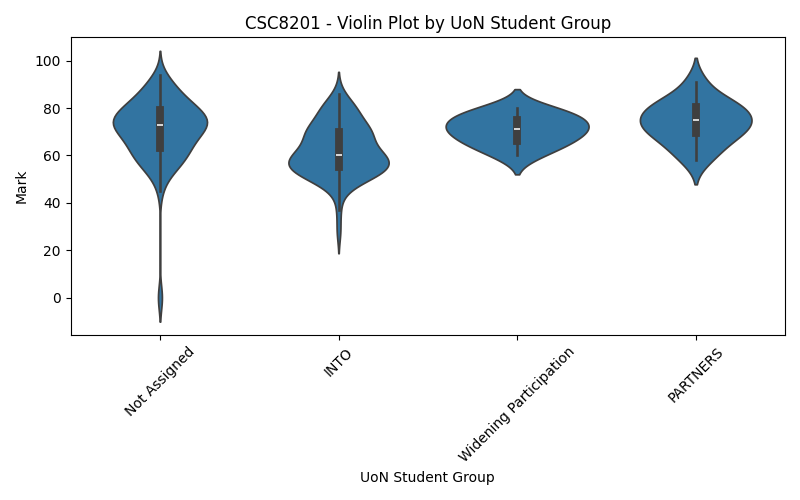 CSC8201 - Violin Plot by UoN Student Group
Mark
100
80
60
40
20
0
Not Assigned
INTO
Widening Participation
PARTNERS
UoN Student Group